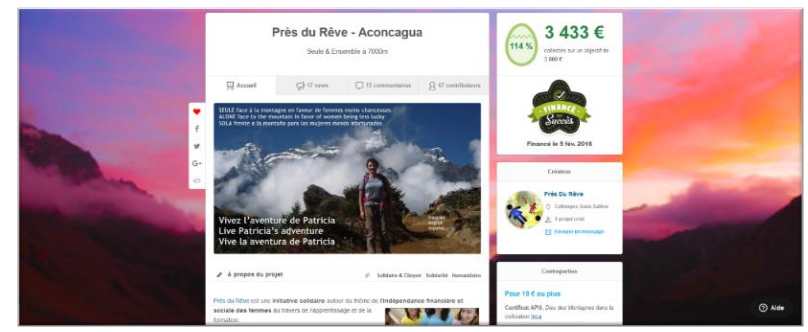 Près du Rêve - Aconcagua
Seule & Ensemble à 7000m
Accueil
17 news
11 commentaires
67 contributeurs
SEULE face à la montagne en faveur de femmes moins chanceuses
ALONE face to the mountain in favor of women being less lucky
SOLA frente a la montaña para las mujeres menos afortunadas
français
english
español
Vivez l'aventure de Patricia
Live Patricia's adventure
Vive la aventura de Patricia
À propos du projet
Solidaire & Citoyen Solidarité Humanitaire
Près du Rêve est une initiative solidaire autour du thème de l'indépendance financière et
sociale des femmes au travers de l'apprentissage et de la
formation
114 %
3 433 €
collectés sur un objectif de
3 000 €
FINANCÉ
Succès
Financé le 5 fév. 2016
Créateur
Près Du Rêve
Collonges Sous Salève
1 projet créé
Envoyer un message
Contreparties
Pour 10 € ou plus
Certificat APU, Dieu des Montagnes dans la
civilisation Inca
Aide